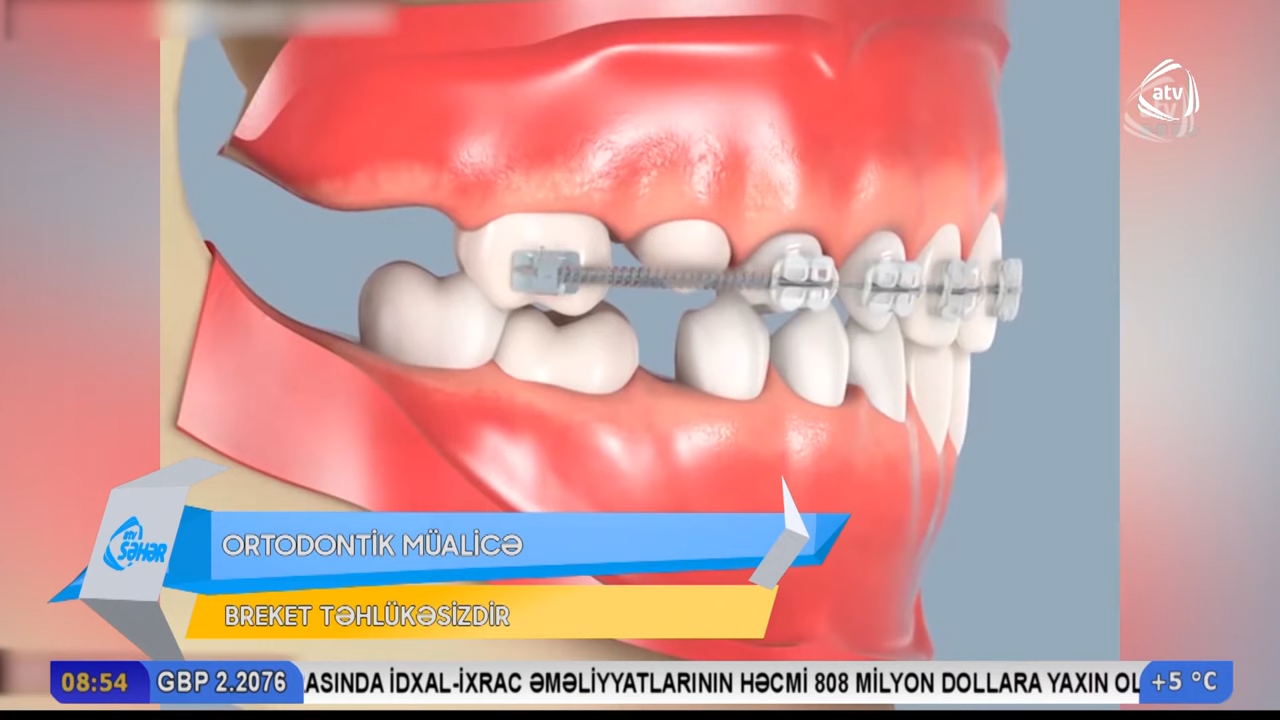 atv
atv
SƏHƏR
ORTODONTİK MÜALİCƏ
BREKET TƏHLÜKƏSİZDİR
08:54 GBP 2.2076 ASINDA İDXAL-İXRAC ƏMƏLİYYATLARININ HƏCMİ 808 MİLYON DOLLARA YAXIN OL +5 °C